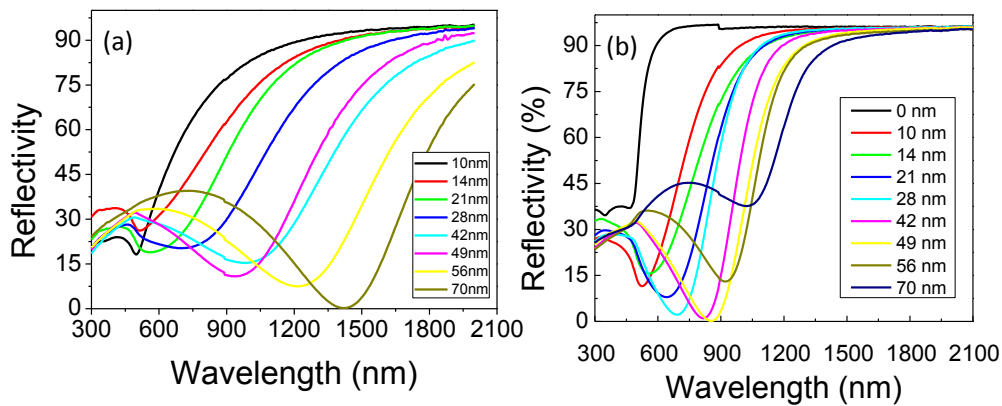 (a)
Reflectivity
90
75
60
45
30
15
0
300 600 900 1200 1500 1800 2100
Wavelength (nm)
10nm
14nm
21nm
28nm
42nm
49nm
56nm
70nm
(b)
Reflectivity (%)
90
75
60
45
30
15
0
300 600 900 1200 1500 1800 2100
Wavelength (nm)
0 nm
10 nm
14 nm
21 nm
28 nm
42 nm
49 nm
56 nm
70 nm